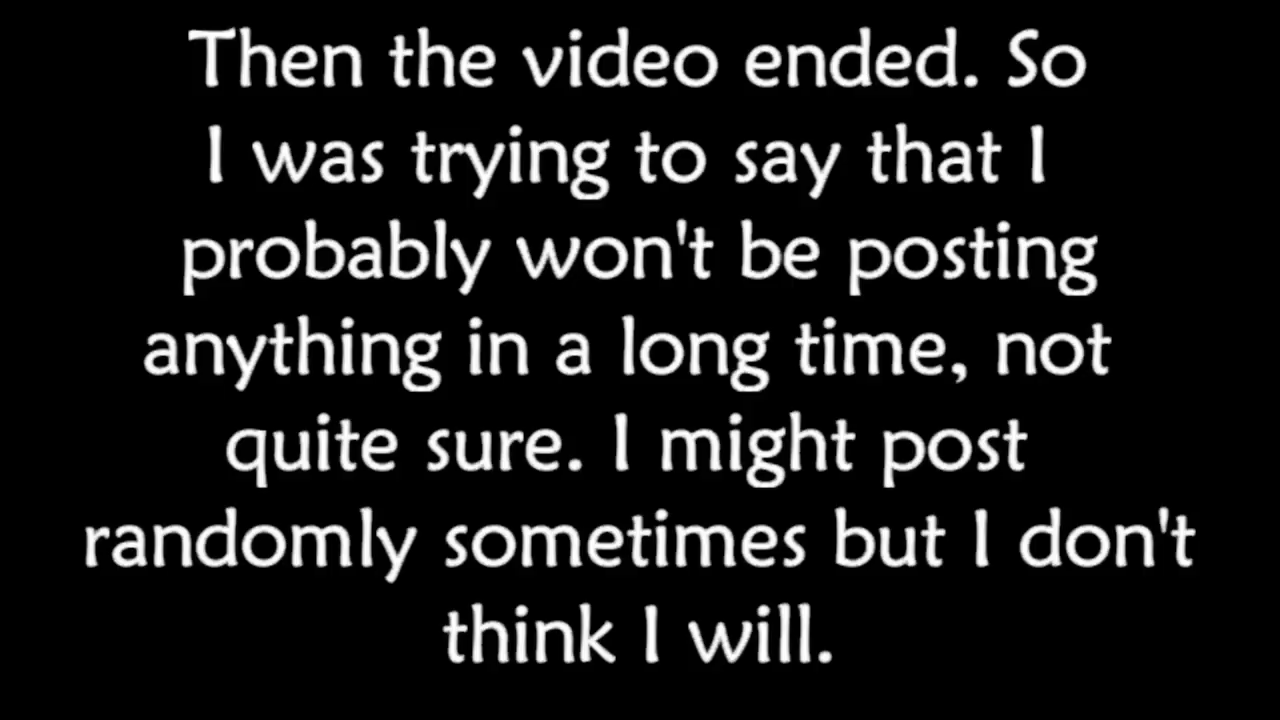 Then the video ended. So
I was trying to say that I
probably won't be posting
anything in a long time, not
quite sure. I might post
randomly sometimes but I don't
think I will.